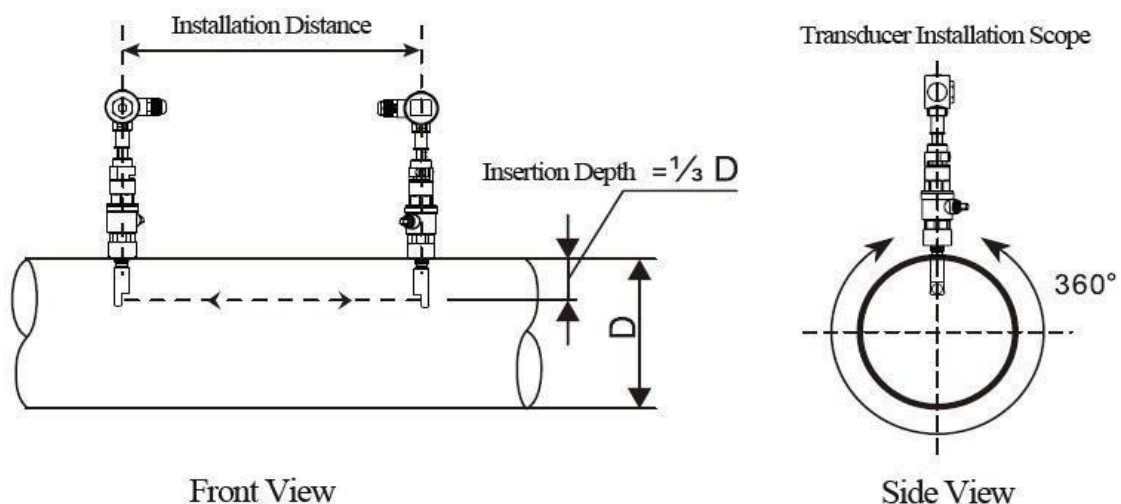 Installation Distance
Transducer Installation Scope
Insertion Depth =⅓ D
D
360°
Front View
Side View